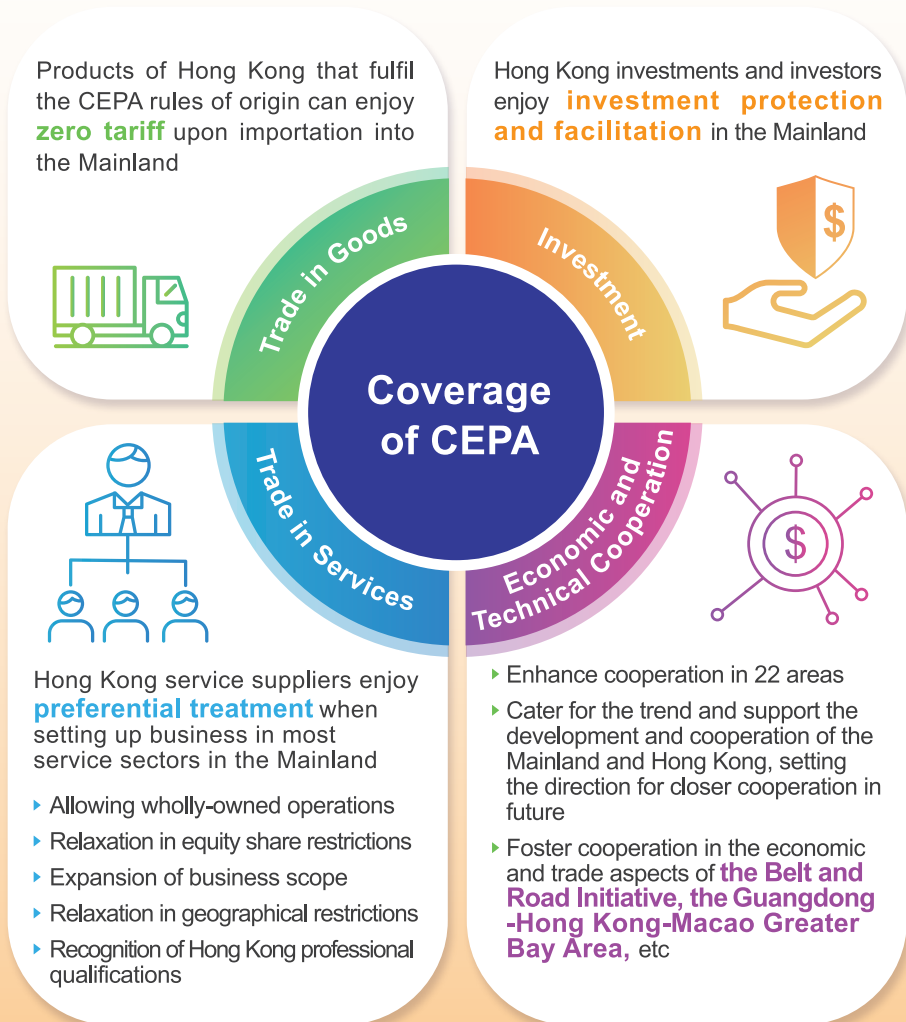 Products of Hong Kong that fulfil
the CEPA rules of origin can enjoy
zero tariff upon importation into
the Mainland
Trade in Goods
Hong Kong investments and investors
enjoy investment protection
and facilitation in the Mainland
$
Investment
Coverage
of CEPA
Trade in Services
Hong Kong service suppliers enjoy
preferential treatment when
setting up business in most
service sectors in the Mainland
Allowing wholly-owned operations
Relaxation in equity share restrictions
Expansion of business scope
Relaxation in geographical restrictions
Recognition of Hong Kong professional
qualifications
Economic and
Technical Cooperation
$
Enhance cooperation in 22 areas
Cater for the trend and support the
development and cooperation of the
Mainland and Hong Kong, setting
the direction for closer cooperation in
future
Foster cooperation in the economic
and trade aspects of the Belt and
Road Initiative, the Guangdong
-Hong Kong-Macao Greater
Bay Area, etc